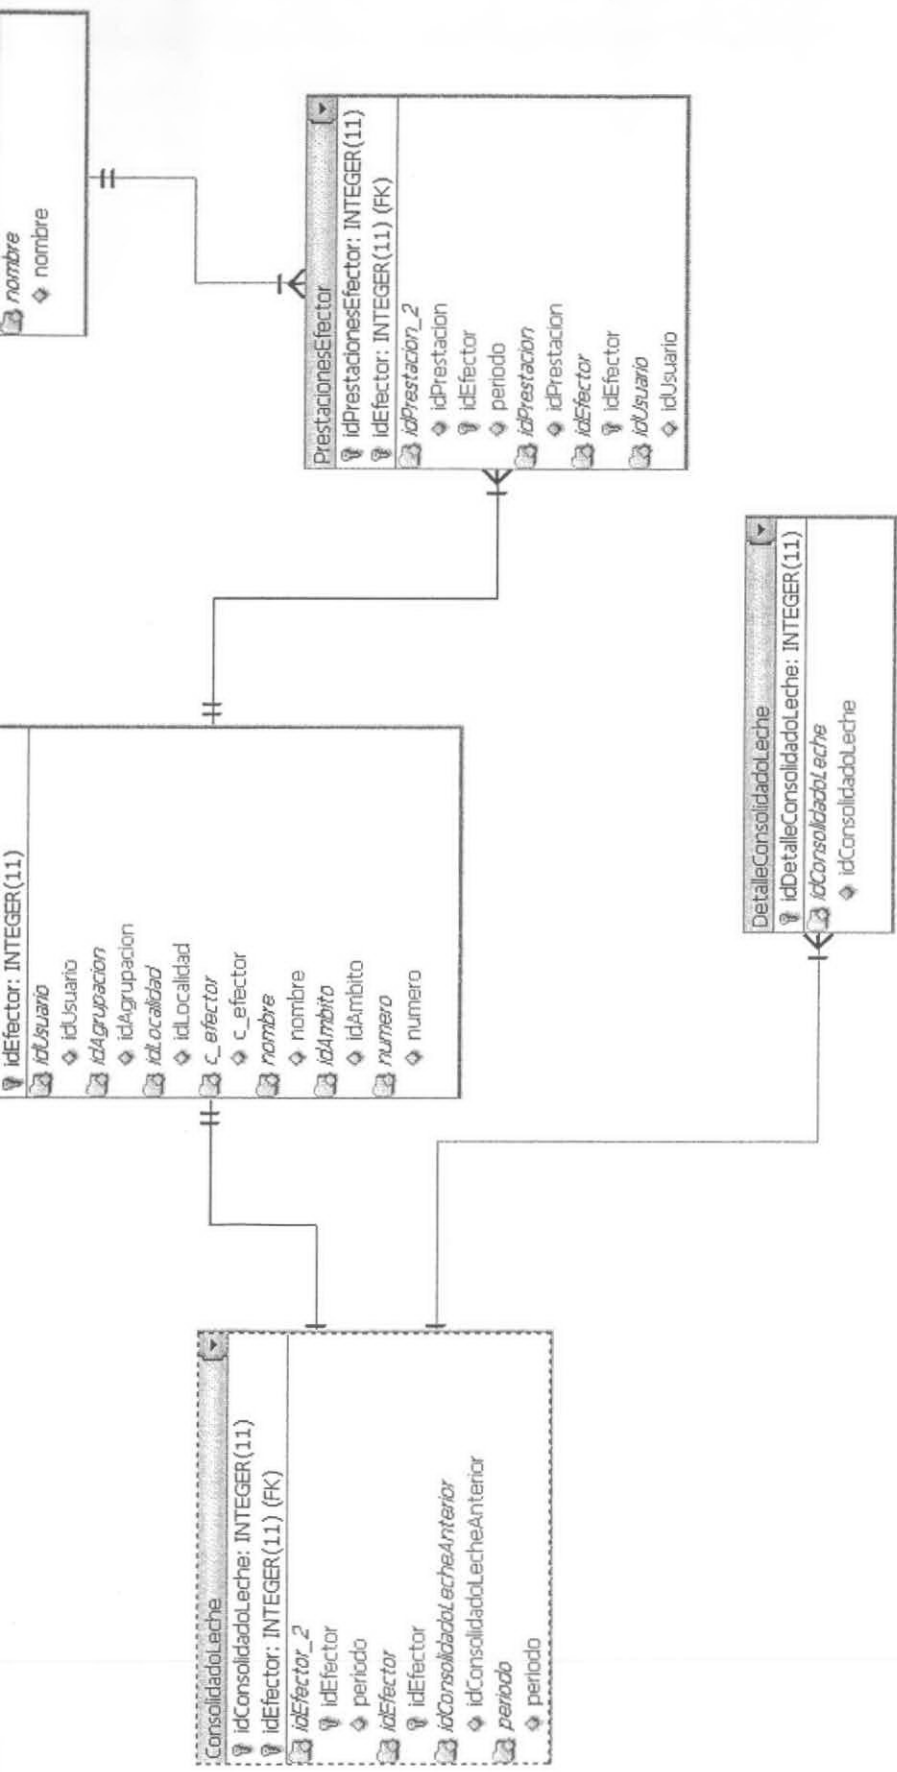 nombre
nombre
PrestacionesEfector
idPrestacionesEfector: INTEGER(11)
idEfector: INTEGER(11) (FK)
idPrestacion_2
idPrestacion
idEfector
periodo
idPrestacion
idPrestacion
idEfector
idEfector
idUsuario
idUsuario
idEfector: INTEGER(11)
idUsuario
idUsuario
idAgrupacion
idAgrupacion
idLocalidad
idLocalidad
c_efector
c_efector
nombre
nombre
idAmbito
idAmbito
numero
numero
DetalleConsolidadoLeche
idDetalleConsolidadoLeche: INTEGER(11)
idConsolidadoLeche
idConsolidadoLeche
ConsolidadoLeche
idConsolidadoLeche: INTEGER(11)
idEfector: INTEGER(11) (FK)
idEfector_2
idEfector
periodo
idEfector
idEfector
idConsolidadoLecheAnterior
idConsolidadoLecheAnterior
periodo
periodo